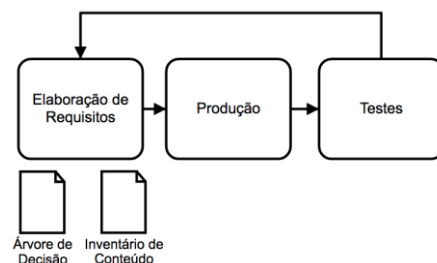 Elaboração de
Requisitos
Produção
Testes
Árvore de
Decisão
Inventário de
Conteúdo